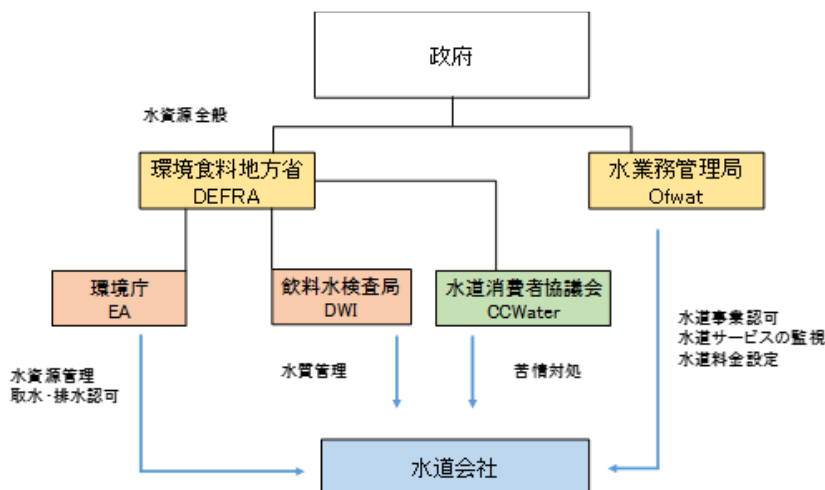 政府
水資源全般
環境食料地方省
DEFRA
水業務管理局
Ofwat
環境庁
EA
飲料水検査局
DWI
水道消費者協議会
CCWater
水道事業認可
水道サービスの監視
水道料金設定
水資源管理
取水・排水認可
水質管理
苦情対処
水道会社